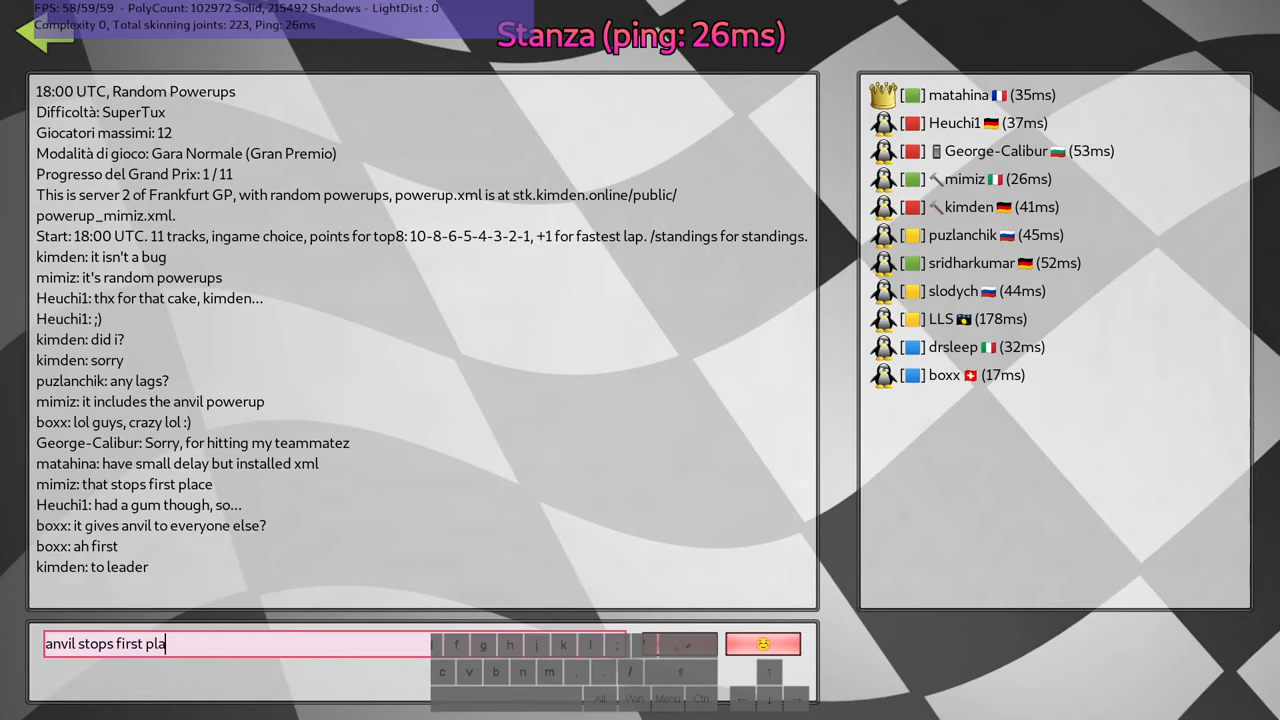 FPS: 58/59/59 - PolyCount: 102972 Solid, 215492 Shadows - LightDist : 0
Complexity 0, Total skinning joints: 223, Ping: 26ms
Stanza (ping: 26ms)
18:00 UTC, Random Powerups
Difficoltà: SuperTux
Giocatori massimi: 12
Modalità di gioco: Gara Normale (Gran Premio)
Progresso del Grand Prix: 1 / 11
This is server 2 of Frankfurt GP, with random powerups, powerup.xml is at stk.kimden.online/public/
powerup_mimiz.xml.
Start: 18:00 UTC. 11 tracks, ingame choice, points for top8: 10-8-6-5-4-3-2-1, +1 for fastest lap. /standings for standings.
kimden: it isn't a bug
mimiz: it's random powerups
Heuchi1: thx for that cake, kimden...
Heuchi1: ;)
kimden: did i?
kimden: sorry
puzlanchik: any lags?
mimiz: it includes the anvil powerup
boxx: lol guys, crazy lol :)
George-Calibur: Sorry, for hitting my teammatez
matahina: have small delay but installed xml
mimiz: that stops first place
Heuchi1: had a gum though, so...
boxx: it gives anvil to everyone else?
boxx: ah first
kimden: to leader
anvil stops first pla
[🟩] matahina 🇫🇷 (35ms)
[🟥] Heuchi1 🇩🇪 (37ms)
[🟥] 📱George-Calibur 🇧🇬 (53ms)
[🟩] 🔨mimiz 🇮🇹 (26ms)
[🟥] 🔨kimden 🇩🇪 (41ms)
[🟨] puzlanchik 🇷🇺 (45ms)
[🟩] sridharkumar 🇩🇪 (52ms)
[🟨] slodych 🇷🇺 (44ms)
[🟨] LLS 🇬🇵 (178ms)
[🟦] drsleep 🇮🇹 (32ms)
[🟦] boxx 🇨🇭 (17ms)
f g h j k l ; '
c v b n m , . / ⇧ ↑
Alt Win Menu Ctrl ← ↓ →